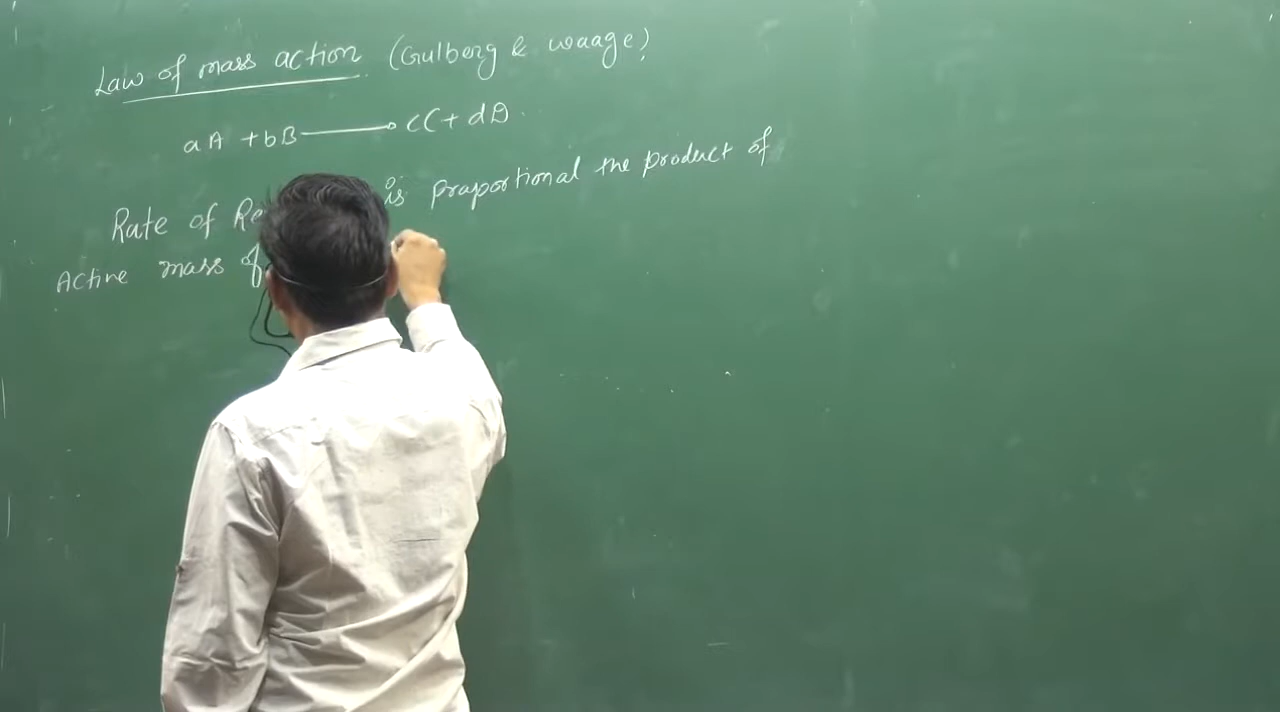 Law of mass action (Gulberg & waage)
aA + bB → cC + dD
Rate of is proportional the product of
Active mass of